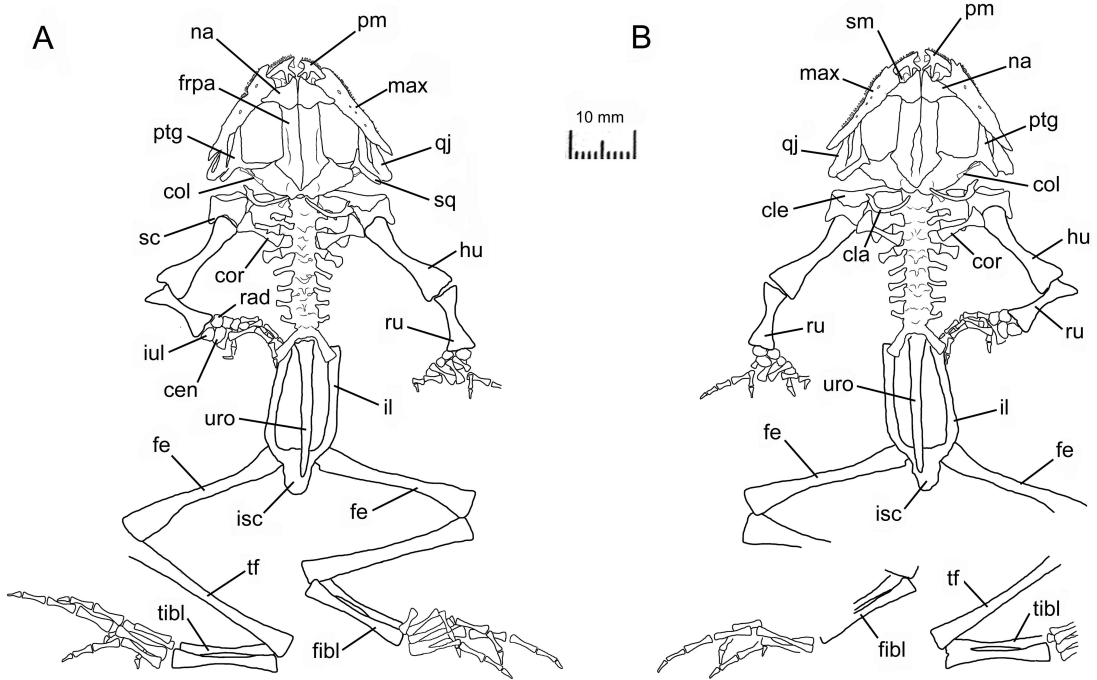 A
na
pm
frpa
max
ptg
qj
col
sq
sc
cor
hu
rad
ru
iul
cen
uro
il
fe
isc
fe
tf
tibl
fibl
10 mm
B
sm
pm
max
na
qj
ptg
cle
col
cla
cor
hu
ru
ru
uro
il
fe
fe
isc
tf
tibl
fibl